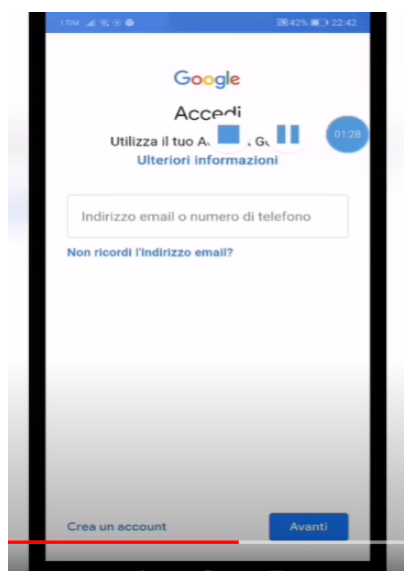 I TIM 42% 22:42
Google
Accedi
Utilizza il tuo
01:28
Ulteriori informazioni
Indirizzo email o numero di telefono
Non ricordi l'indirizzo email?
Crea un account
Avanti